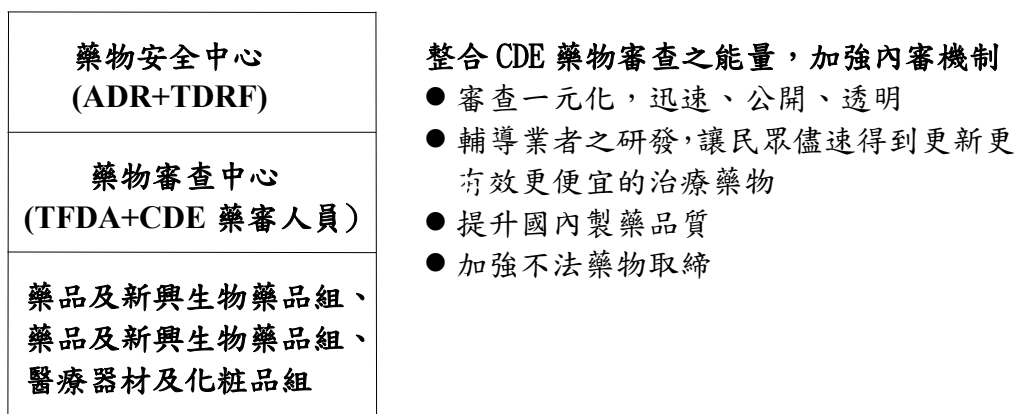 藥物安全中心
(ADR+TDRF)
藥物審查中心
(TFDA+CDE 藥審人員)
藥品及新興生物藥品組、
藥品及新興生物藥品組、
醫療器材及化粧品組
整合 CDE 藥物審查之能量，加強內審機制
● 審查一元化，迅速、公開、透明
● 輔導業者之研發，讓民眾儘速得到更新更
有效更便宜的治療藥物
● 提升國內製藥品質
● 加強不法藥物取締